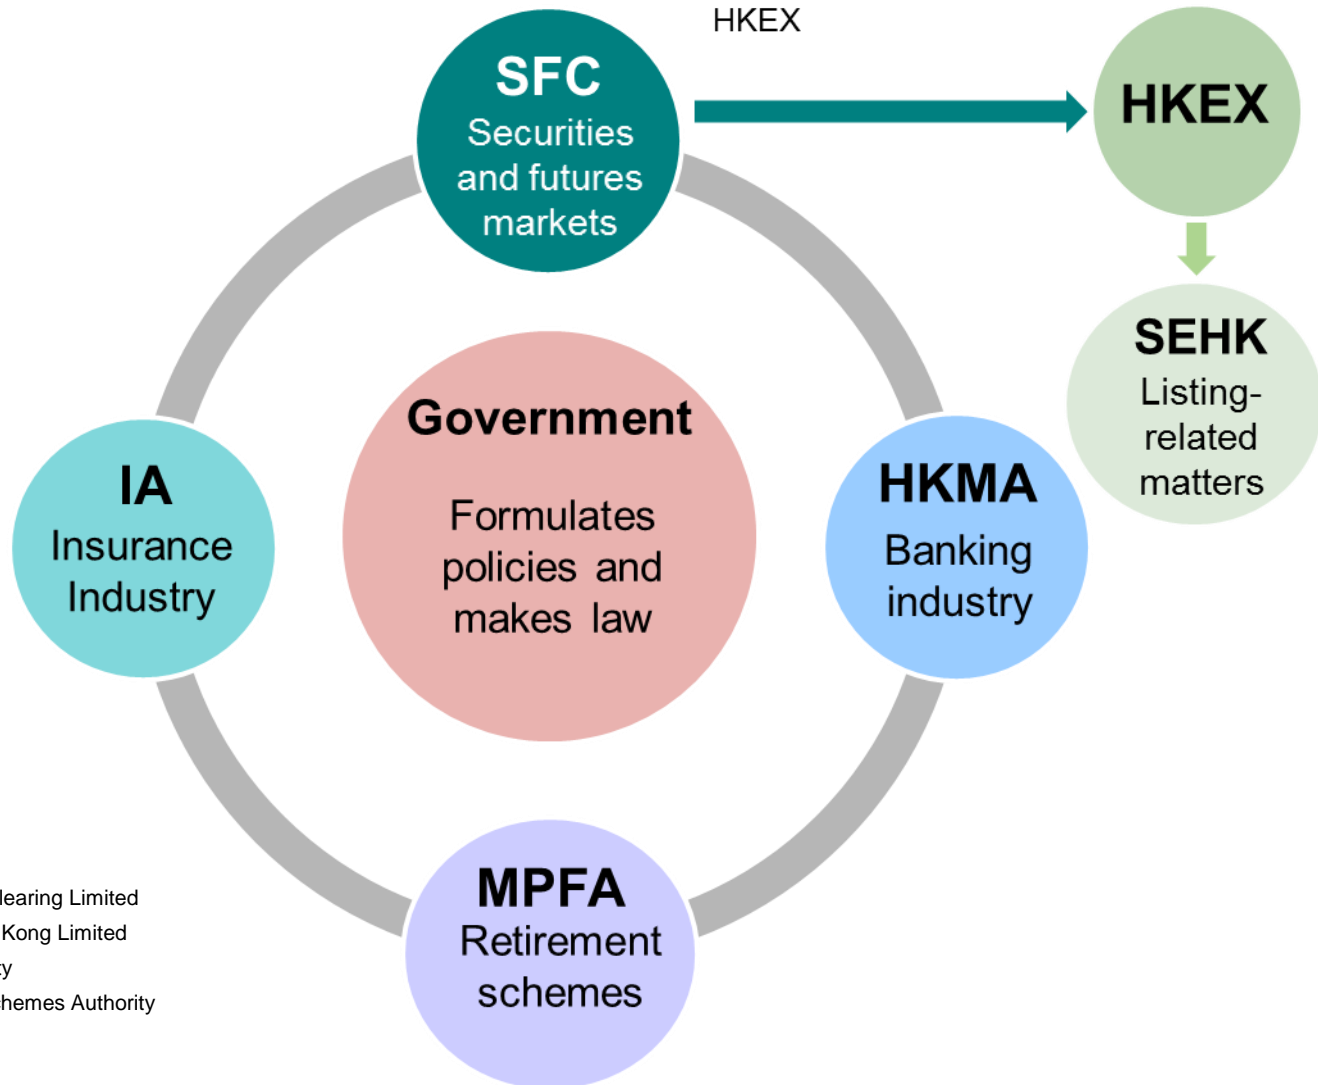 HKEX
SFC
Securities
and futures
markets
HKEX
SEHK
Listing-
related
matters
Government
Formulates
policies and
makes law
IA
Insurance
Industry
HKMA
Banking
industry
MPFA
Retirement
schemes
learing Limited
Kong Limited
ty
hemes Authority